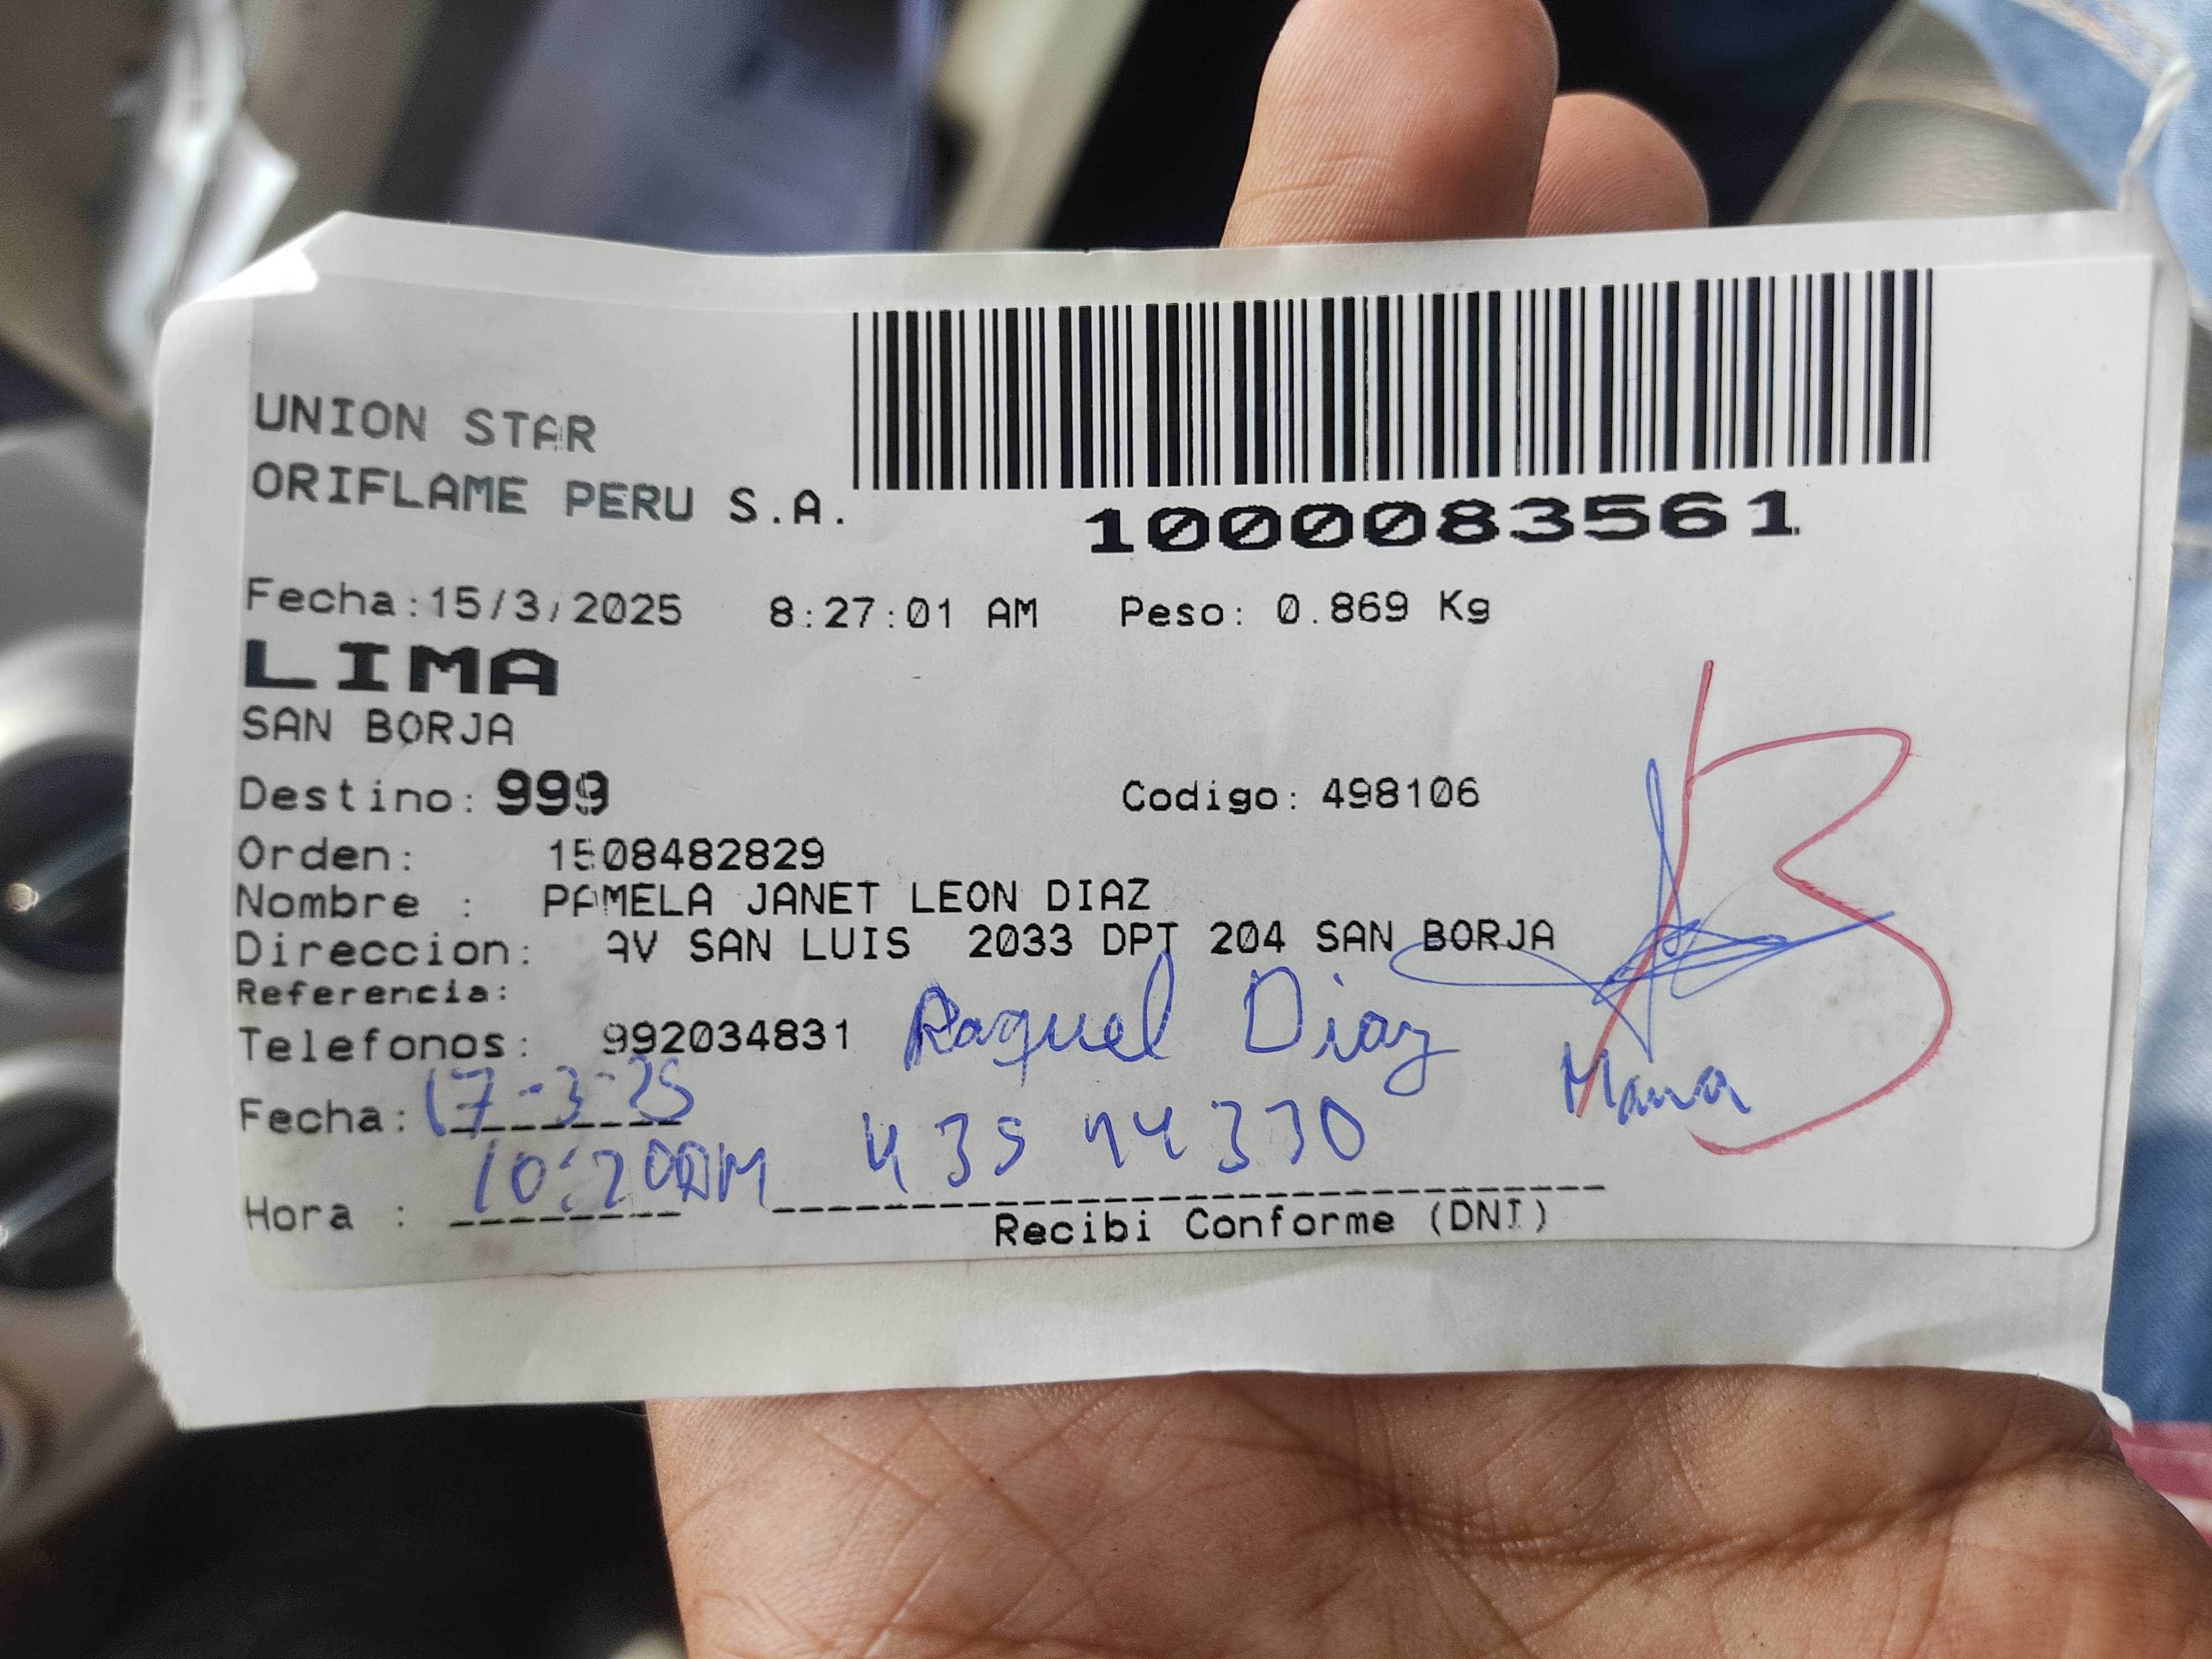 UNION STAR
ORIFLAME PERU S.A.
1000083561
Fecha:15/3/2025 8:27:01 AM Peso: 0.869 Kg
LIMA
SAN BORJA
Destino: 999 Codigo: 498106
Orden: 1508482829
Nombre : PAMELA JANET LEON DIAZ
Direccion: AV SAN LUIS 2033 DPT 204 SAN BORJA
Referencia:
Telefonos: 992034831 Raquel Diaz
Fecha: 17-3-25
Hora : 10:20AM
Recibi Conforme (DNI)